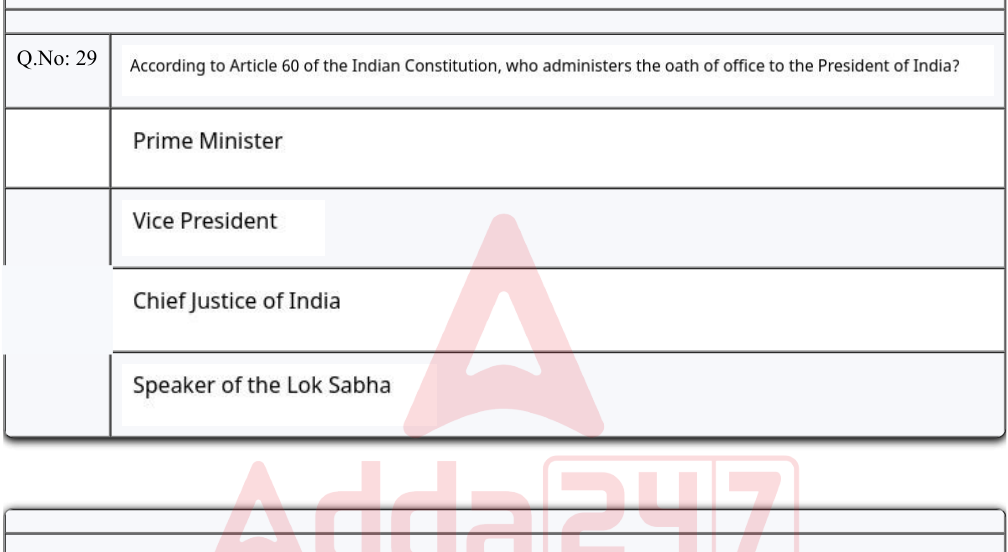 Q.No: 29
According to Article 60 of the Indian Constitution, who administers the oath of office to the President of India?
Prime Minister
Vice President
Chief Justice of India
Speaker of the Lok Sabha
Adda247